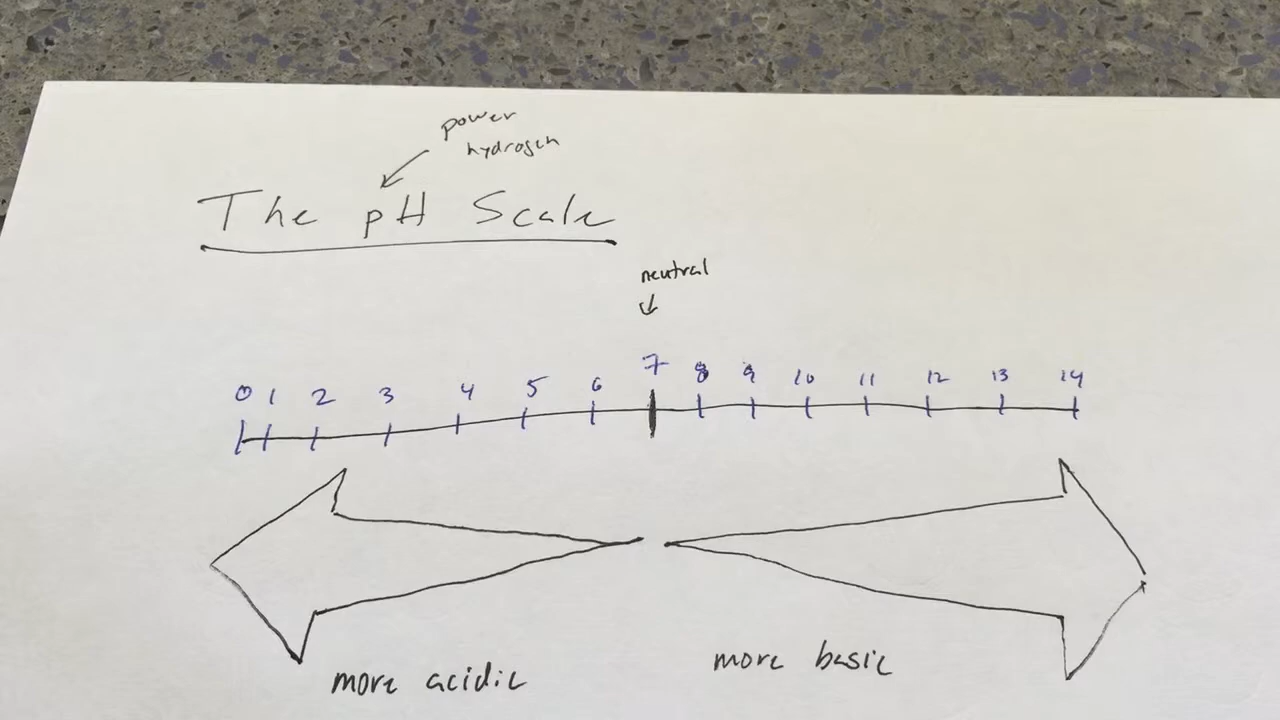 power
hydrogen
The pH Scale
neutral
0 1 2 3 4 5 6 7 8 9 10 11 12 13 14
more acidic
more basic